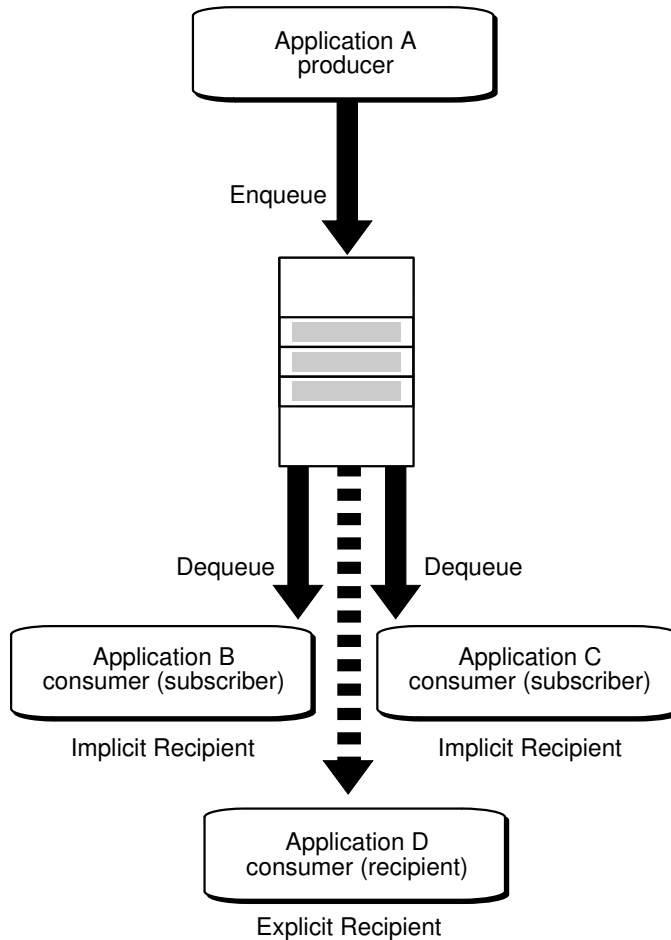 Application A
producer
Enqueue
Dequeue
Dequeue
Application B
consumer (subscriber)
Application C
consumer (subscriber)
Implicit Recipient
Implicit Recipient
Application D
consumer (recipient)
Explicit Recipient